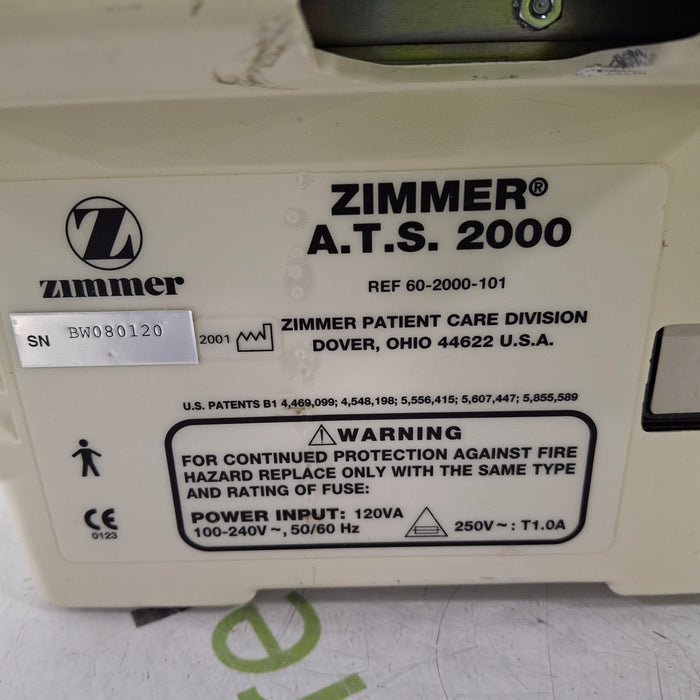 ZIMMER®
A.T.S. 2000
REF 60-2000-101
Z
zimmer
SN BW080120
2001
ZIMMER PATIENT CARE DIVISION
DOVER, OHIO 44622 U.S.A.
U.S. PATENTS B1 4,469,099; 4,548,198; 5,556,415; 5,607,447; 5,855,589
WARNING
FOR CONTINUED PROTECTION AGAINST FIRE
HAZARD REPLACE ONLY WITH THE SAME TYPE
AND RATING OF FUSE:
POWER INPUT: 120VA
100-240V ~, 50/60 Hz
250V ~ : T1.0A
CE
0123